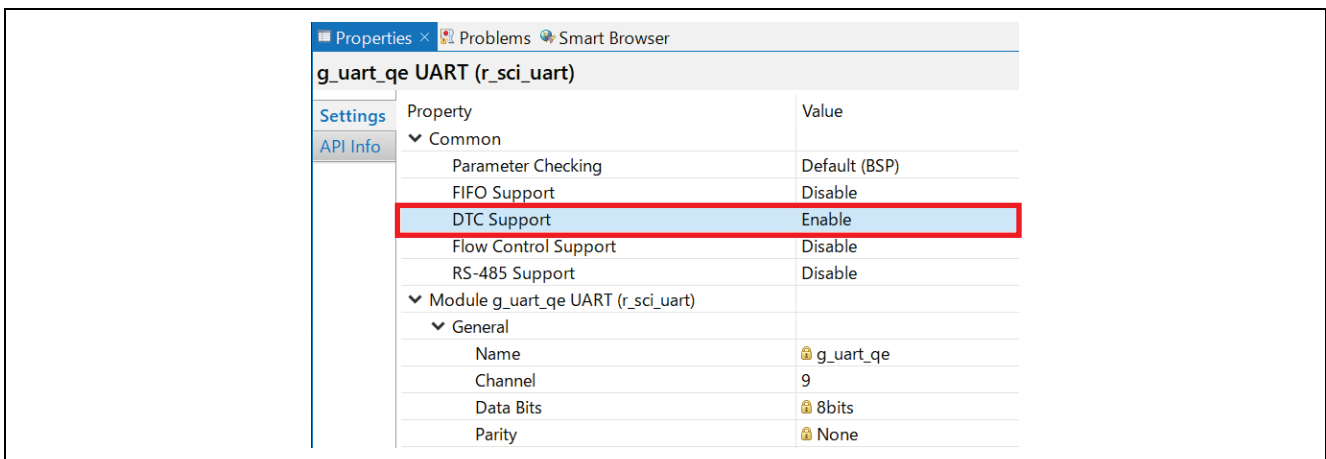 Properties Problems Smart Browser
g_uart_qe UART (r_sci_uart)
Settings Property Value
API Info Common
Parameter Checking Default (BSP)
FIFO Support Disable
DTC Support Enable
Flow Control Support Disable
RS-485 Support Disable
Module g_uart_qe UART (r_sci_uart)
General
Name g_uart_qe
Channel 9
Data Bits 8bits
Parity None